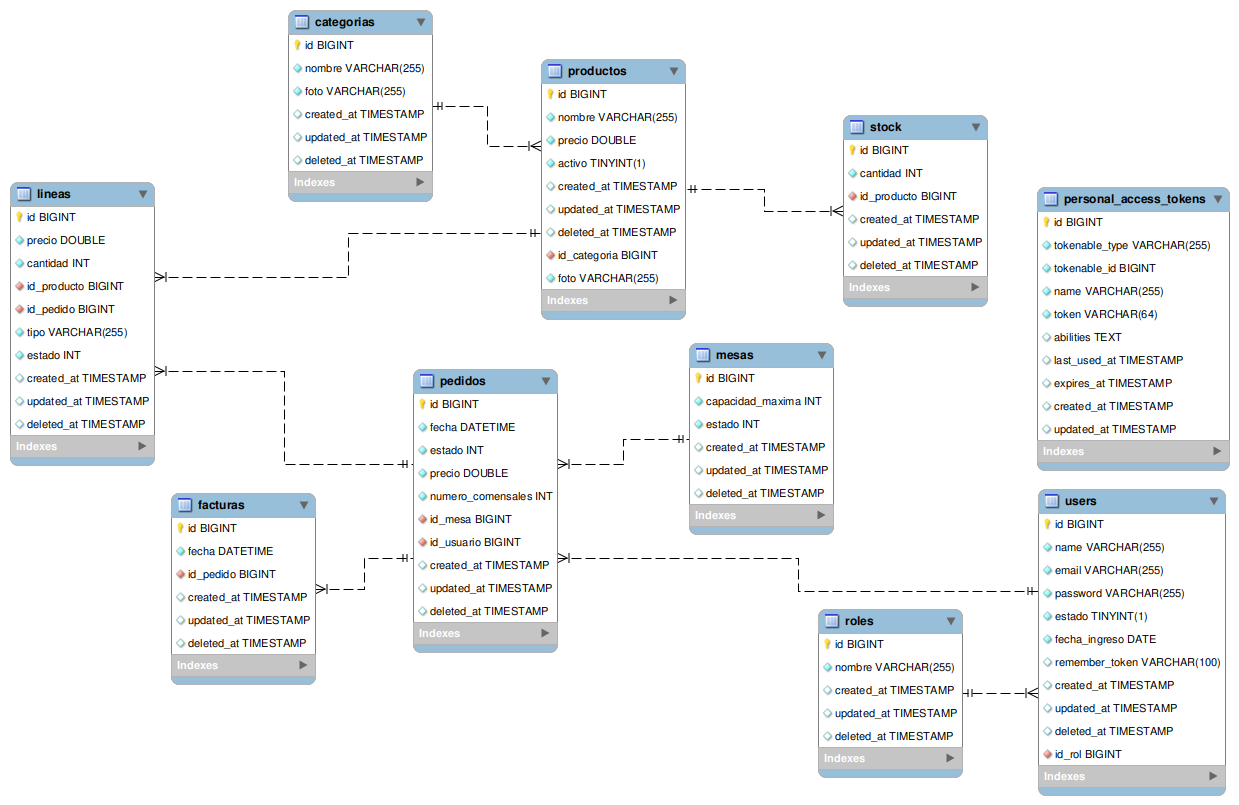 categorias
id BIGINT
nombre VARCHAR(255)
foto VARCHAR(255)
created_at TIMESTAMP
updated_at TIMESTAMP
deleted_at TIMESTAMP
Indexes
productos
id BIGINT
nombre VARCHAR(255)
precio DOUBLE
activo TINYINT(1)
created_at TIMESTAMP
updated_at TIMESTAMP
deleted_at TIMESTAMP
id_categoria BIGINT
foto VARCHAR(255)
Indexes
stock
id BIGINT
cantidad INT
id_producto BIGINT
created_at TIMESTAMP
updated_at TIMESTAMP
deleted_at TIMESTAMP
Indexes
lineas
id BIGINT
precio DOUBLE
cantidad INT
id_producto BIGINT
id_pedido BIGINT
tipo VARCHAR(255)
estado INT
created_at TIMESTAMP
updated_at TIMESTAMP
deleted_at TIMESTAMP
Indexes
personal_access_tokens
id BIGINT
tokenable_type VARCHAR(255)
tokenable_id BIGINT
name VARCHAR(255)
token VARCHAR(64)
abilities TEXT
last_used_at TIMESTAMP
expires_at TIMESTAMP
created_at TIMESTAMP
updated_at TIMESTAMP
Indexes
mesas
id BIGINT
capacidad_maxima INT
estado INT
created_at TIMESTAMP
updated_at TIMESTAMP
deleted_at TIMESTAMP
Indexes
pedidos
id BIGINT
fecha DATETIME
estado INT
precio DOUBLE
numero_comensales INT
id_mesa BIGINT
id_usuario BIGINT
created_at TIMESTAMP
updated_at TIMESTAMP
deleted_at TIMESTAMP
Indexes
facturas
id BIGINT
fecha DATETIME
id_pedido BIGINT
created_at TIMESTAMP
updated_at TIMESTAMP
deleted_at TIMESTAMP
Indexes
users
id BIGINT
name VARCHAR(255)
email VARCHAR(255)
password VARCHAR(255)
estado TINYINT(1)
fecha_ingreso DATE
remember_token VARCHAR(100)
created_at TIMESTAMP
updated_at TIMESTAMP
deleted_at TIMESTAMP
id_rol BIGINT
Indexes
roles
id BIGINT
nombre VARCHAR(255)
created_at TIMESTAMP
updated_at TIMESTAMP
deleted_at TIMESTAMP
Indexes